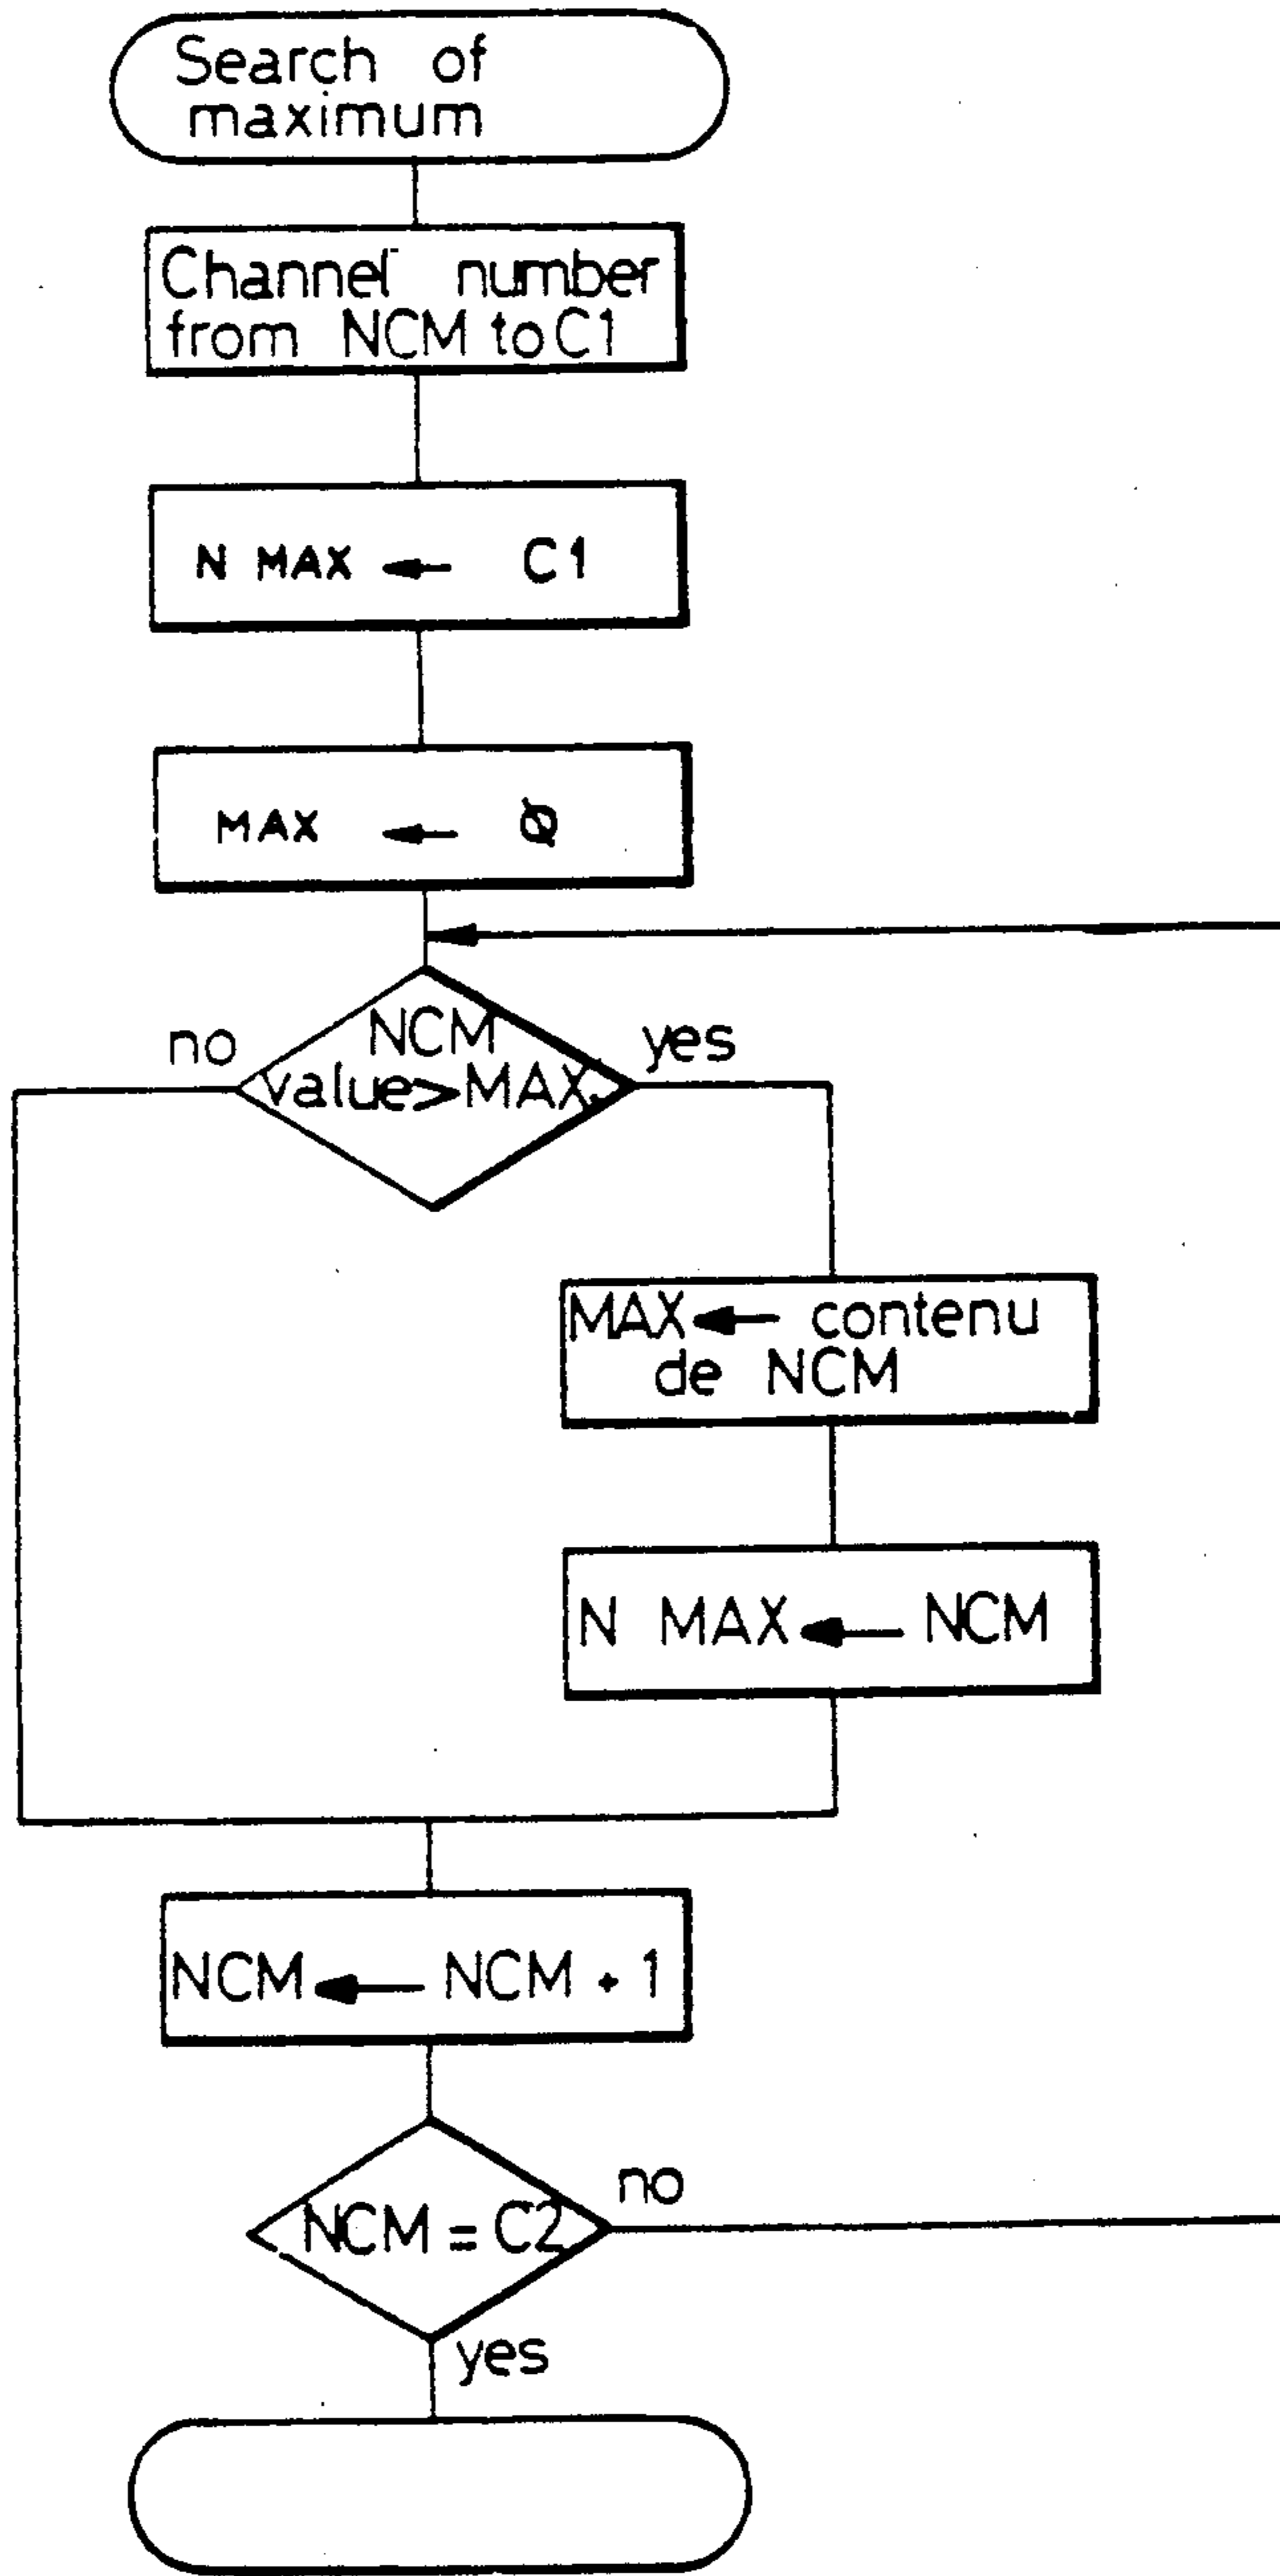 Search of
maximum
Channel number
from NCM to C1
N MAX ← C1
MAX ← Ø
NCM
value>MAX.
no
yes
MAX ← contenu
de NCM
N MAX ← NCM
NCM ← NCM + 1
NCM = C2
no
yes